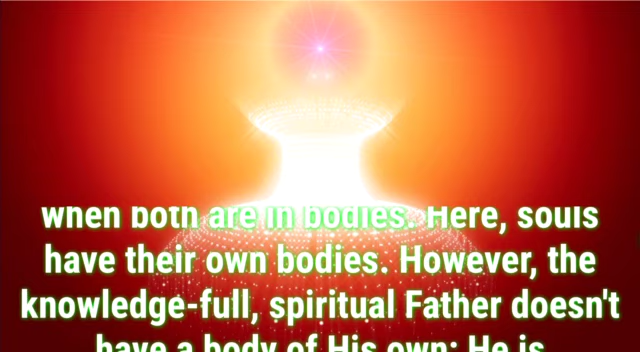 when both are in bodies. Here, souls
have their own bodies. However, the
knowledge-full, spiritual Father doesn't
have a body of His own; He is